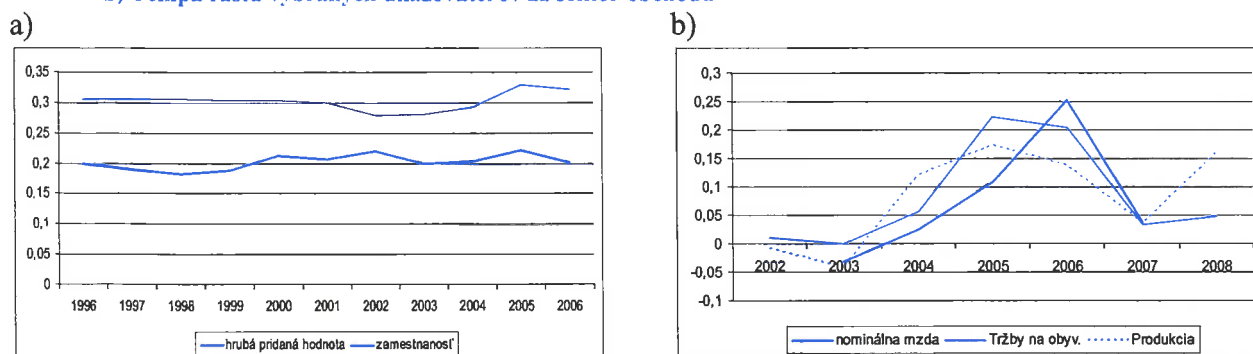 a)
b)
0,35
0,3
0,25
0,2
0,15
0,1
0,05
0
1996 1997 1998 1999 2000 2001 2002 2003 2004 2005 2006
hrubá pridaná hodnota zamestnanosť
0,3
0,25
0,2
0,15
0,1
0,05
0
-0,05
-0,1
2002 2003 2004 2005 2006 2007 2008
nominálna mzda Tržby na obyv. Produkcia